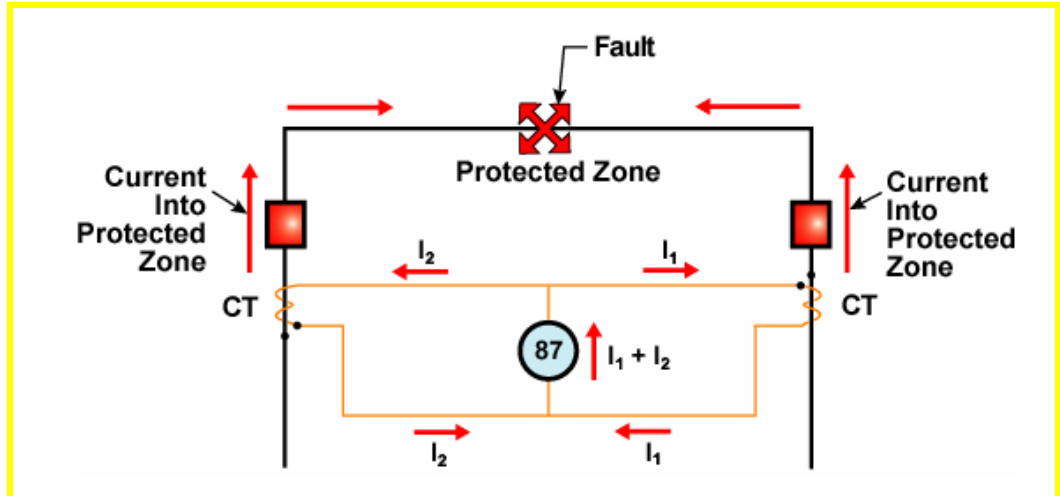 Fault
Protected Zone
Current
Into
Protected
Zone
Current
Into
Protected
Zone
I₂
I₁
CT
CT
87
I₁ + I₂
I₂
I₁